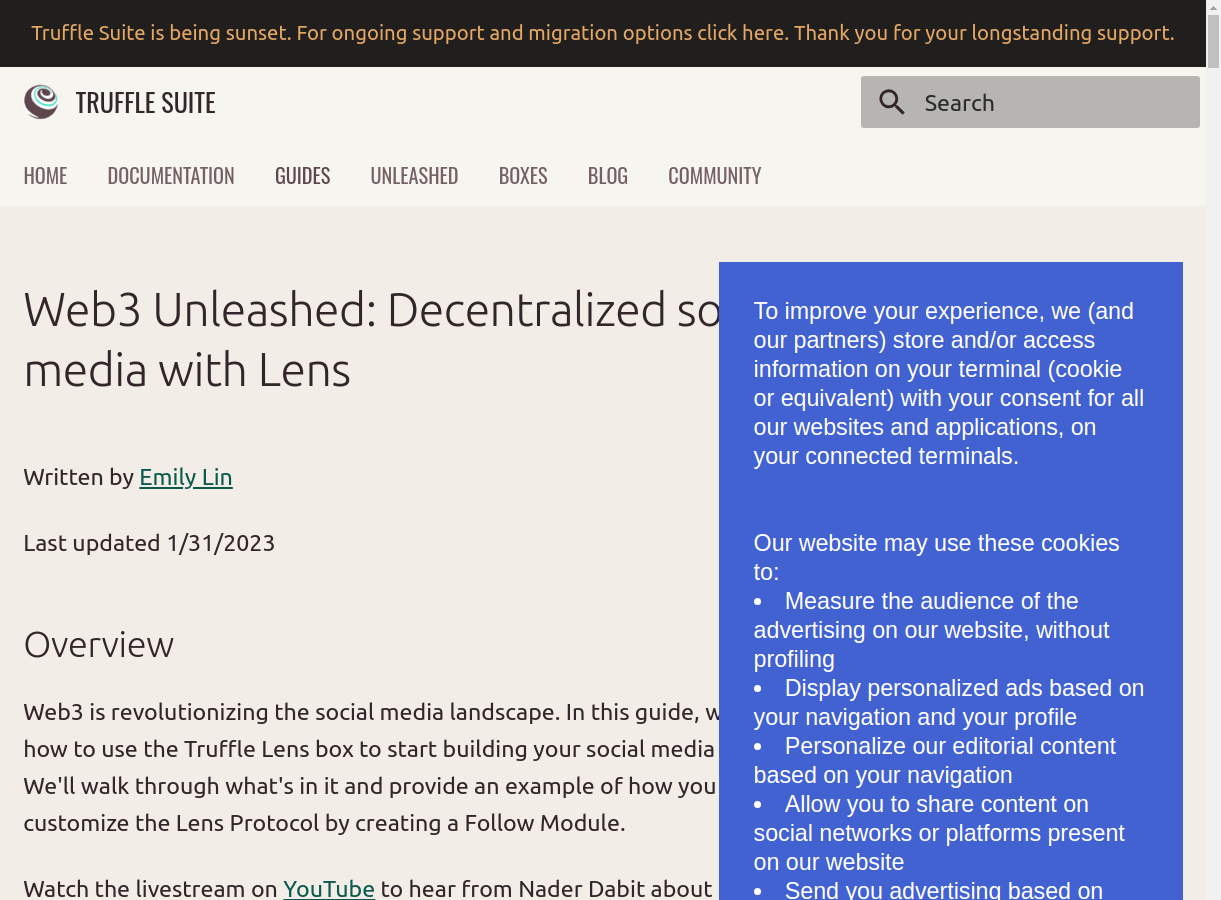 Truffle Suite is being sunset. For ongoing support and migration options click here. Thank you for your longstanding support.
TRUFFLE SUITE
Search
HOME
DOCUMENTATION
GUIDES
UNLEASHED
BOXES
BLOG
COMMUNITY
Web3 Unleashed: Decentralized so
media with Lens
Written by Emily Lin
Last updated 1/31/2023
Overview
Web3 is revolutionizing the social media landscape. In this guide,
how to use the Truffle Lens box to start building your social media
We'll walk through what's in it and provide an example of how you
customize the Lens Protocol by creating a Follow Module.
Watch the livestream on YouTube to hear from Nader Dabit about
To improve your experience, we (and
our partners) store and/or access
information on your terminal (cookie
or equivalent) with your consent for all
our websites and applications, on
your connected terminals.
Our website may use these cookies
to:
• Measure the audience of the
advertising on our website, without
profiling
• Display personalized ads based on
your navigation and your profile
• Personalize our editorial content
based on your navigation
• Allow you to share content on
social networks or platforms present
on our website
• Send you advertising based on